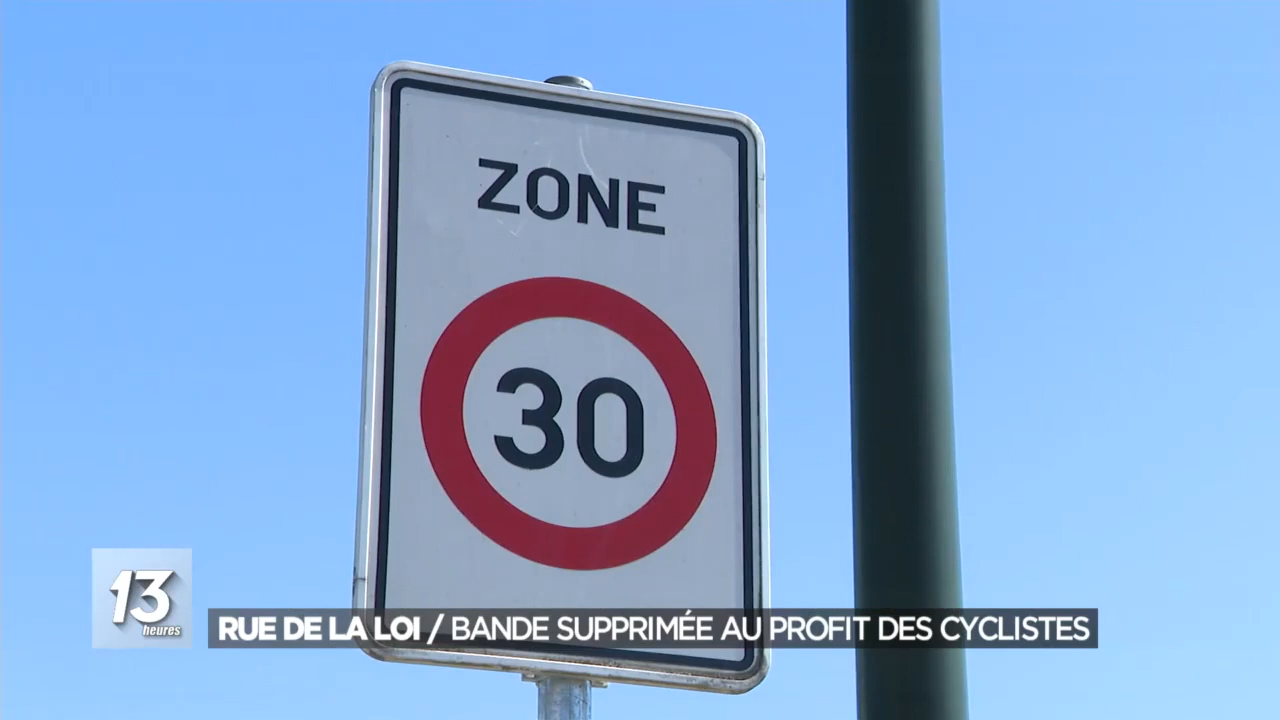 ZONE
30
13
heures
RUE DE LA LOI / BANDE SUPPRIMÉE AU PROFIT DES CYCLISTES